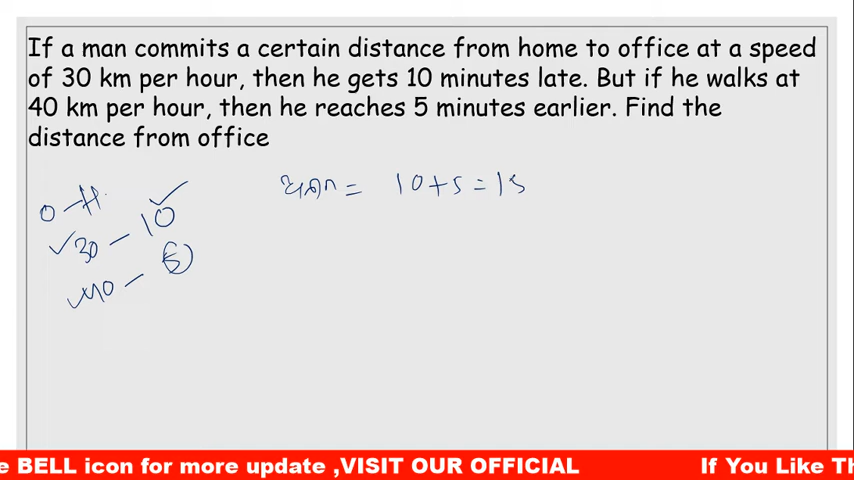 If a man commits a certain distance from home to office at a speed
of 30 km per hour, then he gets 10 minutes late. But if he walks at
40 km per hour, then he reaches 5 minutes earlier. Find the
distance from office
= 10+5=15
O-H
30-10
40-5
e BELL icon for more update ,VISIT OUR OFFICIAL If You Like Th